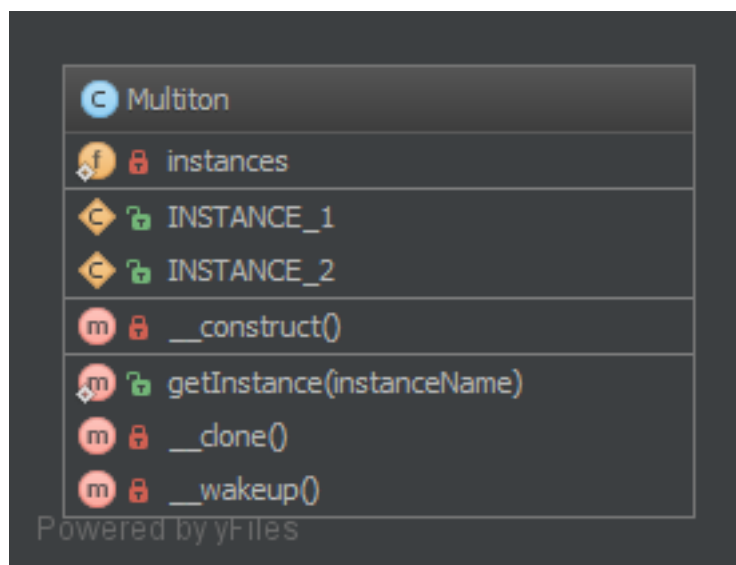 C Multiton
f instances
C INSTANCE_1
C INSTANCE_2
m __construct()
m getInstance(instanceName)
m __clone()
m __wakeup()
Powered by yFiles